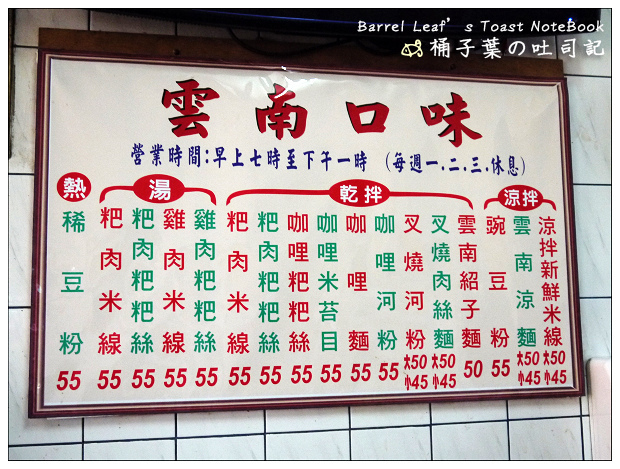 Barrel Leaf's Toast NoteBook
桶子葉の吐司記
雲南口味
營業時間:早上七時至下午一時 (每週一.二.三.休息)
熱
稀豆粉 55
湯
粑肉米線 55
粑肉粑粑絲 55
雞肉米線 55
雞肉粑粑絲 55
乾拌
粑肉米線 55
粑肉粑粑絲 55
咖哩粑粑絲 55
咖哩米苔目 55
咖哩麵 55
咖哩河粉 55
叉燒河粉 大50 小45
叉燒肉絲麵 大50 小45
雲南紹子麵 50
涼拌
豌豆粉 55
雲南涼麵 大50 小45
涼拌新鮮米線 大50 小45